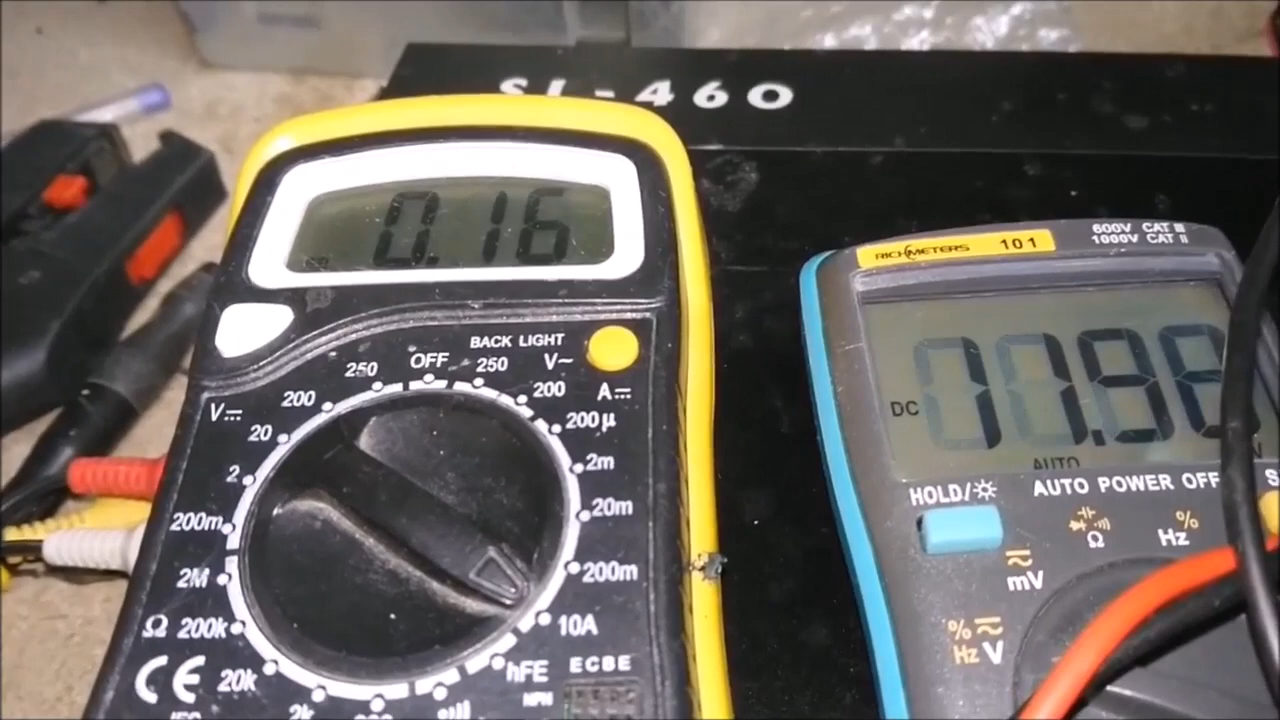 SL-460
0.16
BACK LIGHT
OFF
250
250
V~
200
200
A⎓
V⎓
200µ
20
2m
2
20m
200m
200m
2M
Ω 200k
10A
20k
hFE
ECBE
NPN
CE
2k
RICHMETERS 101
600V CAT III
1000V CAT II
DC
AUTO
HOLD/
AUTO POWER OFF
Ω
%
Hz
mV
%
Hz V